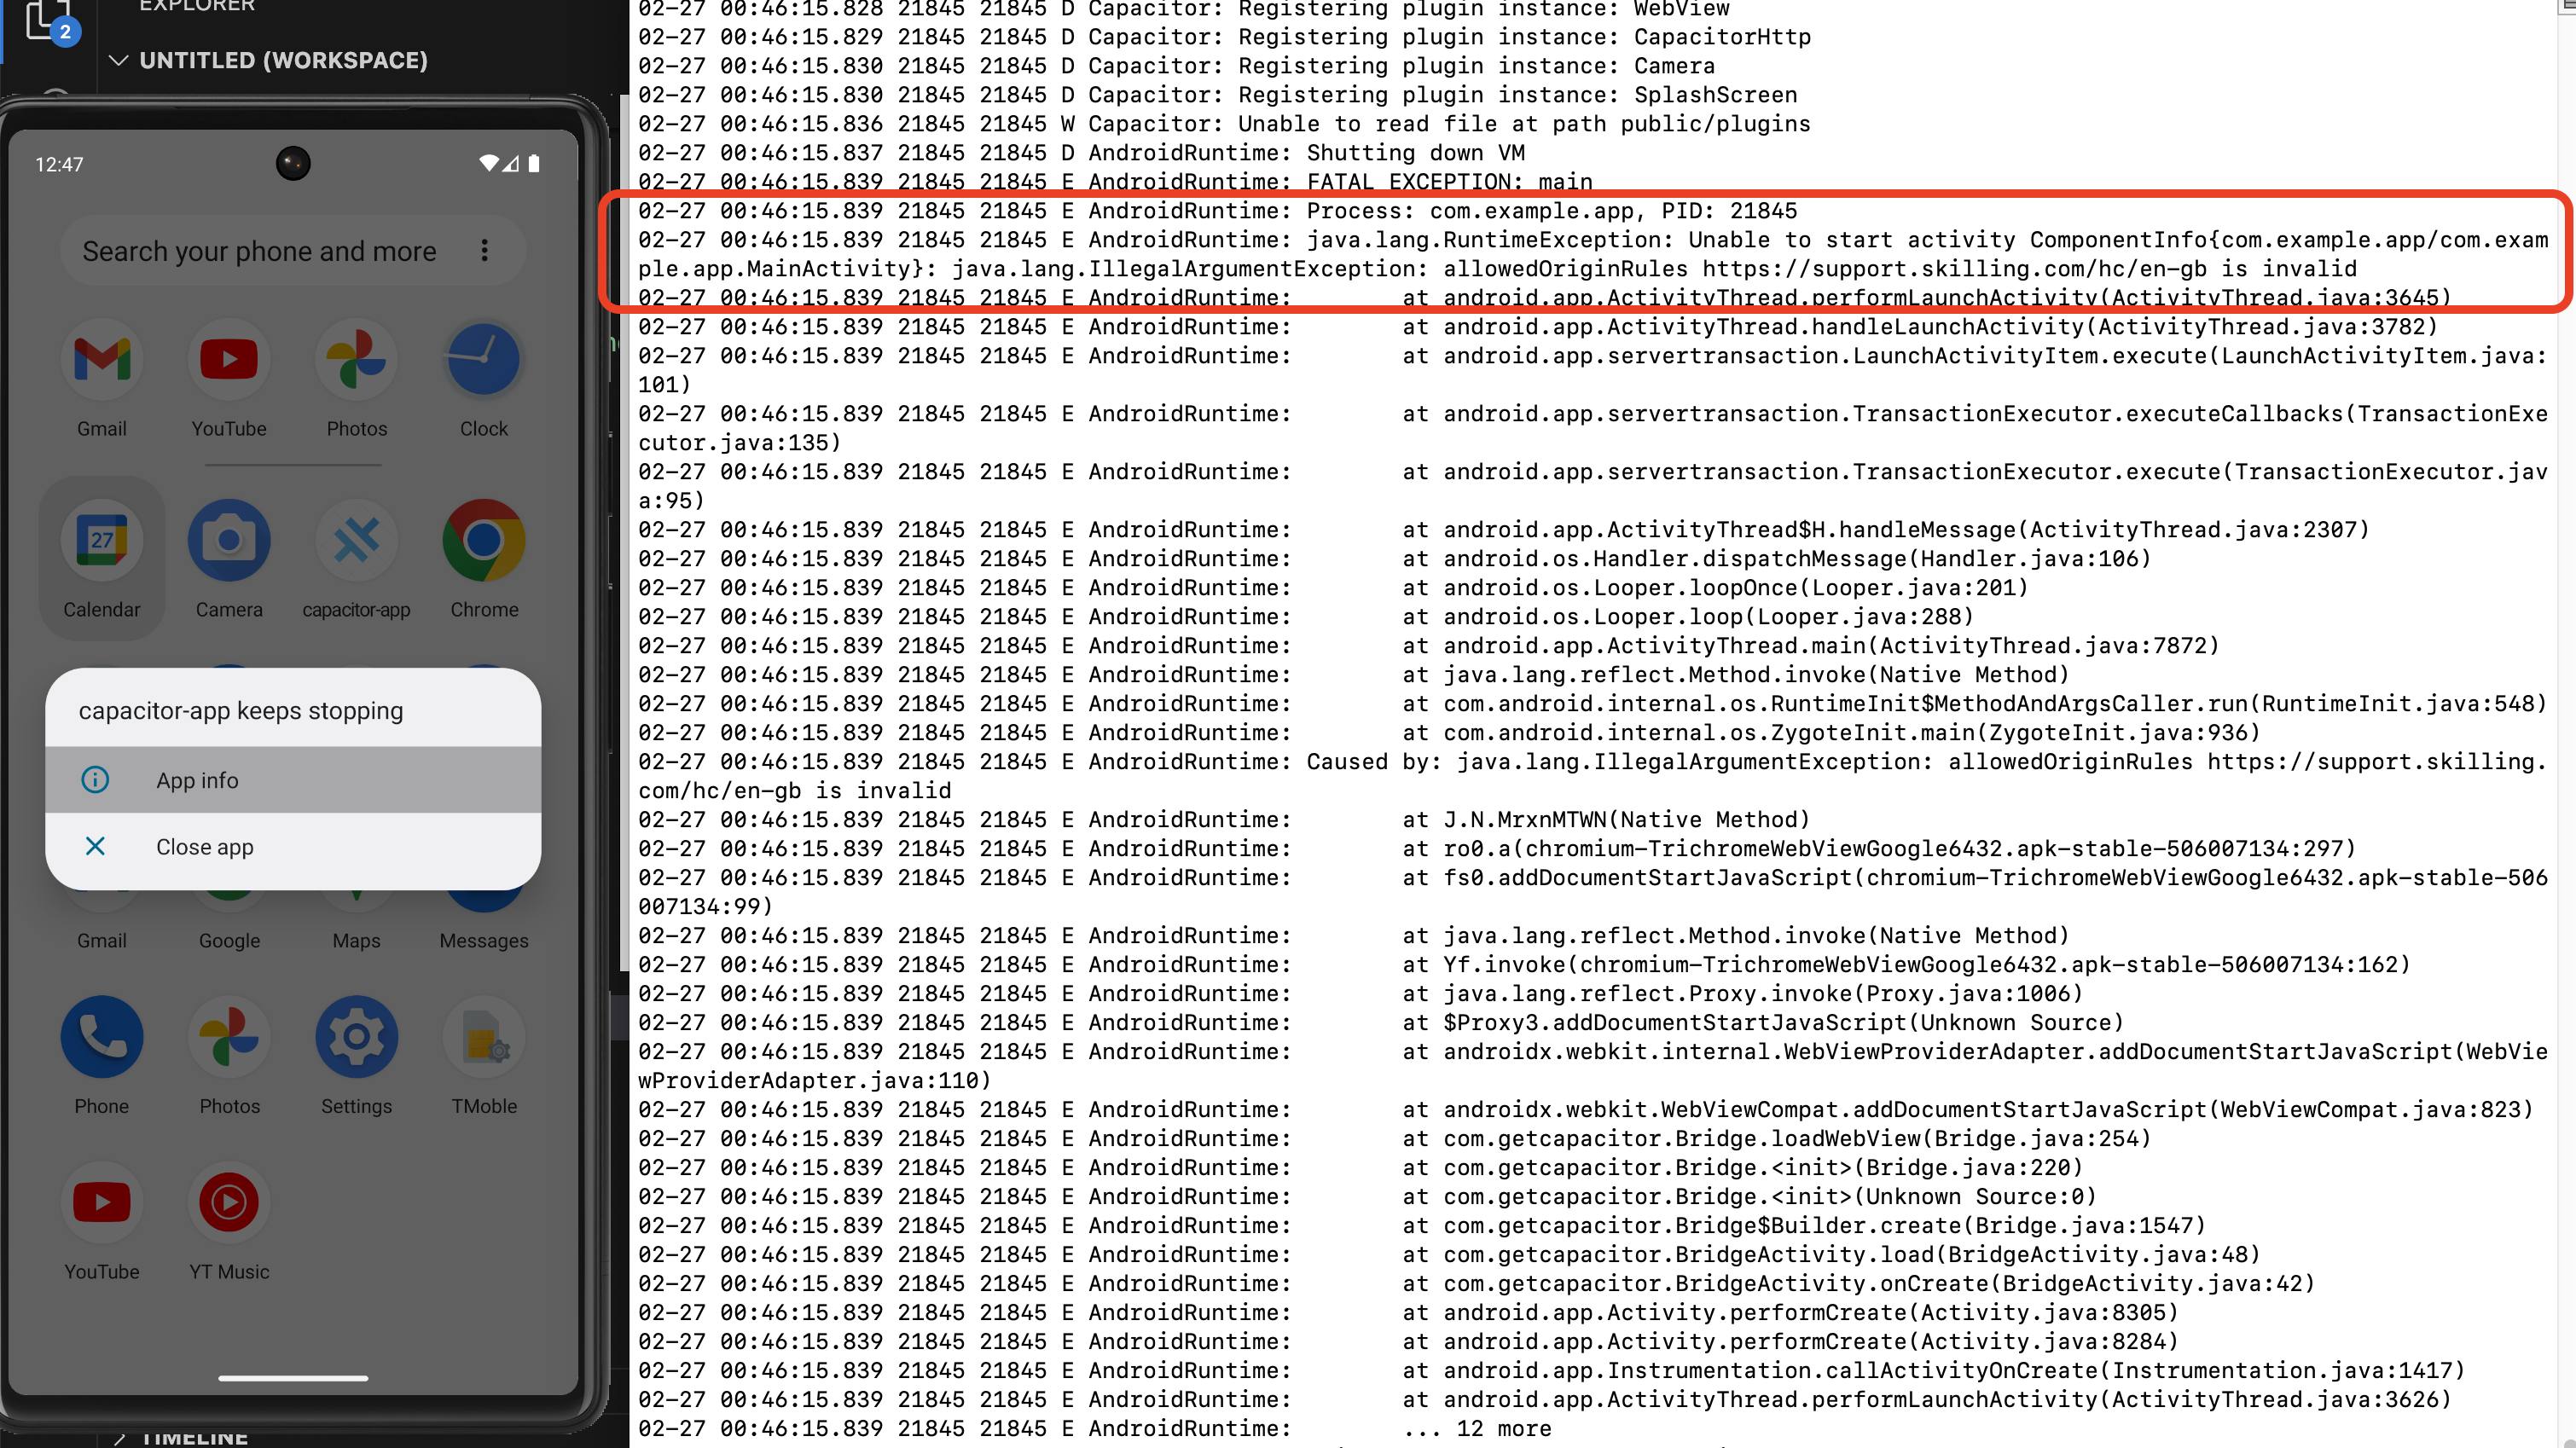 EXPLORER
2
UNTITLED (WORKSPACE)
12:47
Search your phone and more
Gmail
YouTube
Photos
Clock
27
Calendar
Camera
capacitor-app
Chrome
capacitor-app keeps stopping
App info
Close app
Gmail
Google
Maps
Messages
Phone
Photos
Settings
TMoble
YouTube
YT Music
TIMELINE
02-27 00:46:15.828 21845 21845 D Capacitor: Registering plugin instance: WebView
02-27 00:46:15.829 21845 21845 D Capacitor: Registering plugin instance: CapacitorHttp
02-27 00:46:15.830 21845 21845 D Capacitor: Registering plugin instance: Camera
02-27 00:46:15.830 21845 21845 D Capacitor: Registering plugin instance: SplashScreen
02-27 00:46:15.836 21845 21845 W Capacitor: Unable to read file at path public/plugins
02-27 00:46:15.837 21845 21845 D AndroidRuntime: Shutting down VM
02-27 00:46:15.839 21845 21845 E AndroidRuntime: FATAL EXCEPTION: main
02-27 00:46:15.839 21845 21845 E AndroidRuntime: Process: com.example.app, PID: 21845
02-27 00:46:15.839 21845 21845 E AndroidRuntime: java.lang.RuntimeException: Unable to start activity ComponentInfo{com.example.app/com.exam
ple.app.MainActivity}: java.lang.IllegalArgumentException: allowedOriginRules https://support.skilling.com/hc/en-gb is invalid
02-27 00:46:15.839 21845 21845 E AndroidRuntime: at android.app.ActivityThread.performLaunchActivity(ActivityThread.java:3645)
02-27 00:46:15.839 21845 21845 E AndroidRuntime: at android.app.ActivityThread.handleLaunchActivity(ActivityThread.java:3782)
02-27 00:46:15.839 21845 21845 E AndroidRuntime: at android.app.servertransaction.LaunchActivityItem.execute(LaunchActivityItem.java:
101)
02-27 00:46:15.839 21845 21845 E AndroidRuntime: at android.app.servertransaction.TransactionExecutor.executeCallbacks(TransactionExe
cutor.java:135)
02-27 00:46:15.839 21845 21845 E AndroidRuntime: at android.app.servertransaction.TransactionExecutor.execute(TransactionExecutor.jav
a:95)
02-27 00:46:15.839 21845 21845 E AndroidRuntime: at android.app.ActivityThread$H.handleMessage(ActivityThread.java:2307)
02-27 00:46:15.839 21845 21845 E AndroidRuntime: at android.os.Handler.dispatchMessage(Handler.java:106)
02-27 00:46:15.839 21845 21845 E AndroidRuntime: at android.os.Looper.loopOnce(Looper.java:201)
02-27 00:46:15.839 21845 21845 E AndroidRuntime: at android.os.Looper.loop(Looper.java:288)
02-27 00:46:15.839 21845 21845 E AndroidRuntime: at android.app.ActivityThread.main(ActivityThread.java:7872)
02-27 00:46:15.839 21845 21845 E AndroidRuntime: at java.lang.reflect.Method.invoke(Native Method)
02-27 00:46:15.839 21845 21845 E AndroidRuntime: at com.android.internal.os.RuntimeInit$MethodAndArgsCaller.run(RuntimeInit.java:548)
02-27 00:46:15.839 21845 21845 E AndroidRuntime: at com.android.internal.os.ZygoteInit.main(ZygoteInit.java:936)
02-27 00:46:15.839 21845 21845 E AndroidRuntime: Caused by: java.lang.IllegalArgumentException: allowedOriginRules https://support.skilling.
com/hc/en-gb is invalid
02-27 00:46:15.839 21845 21845 E AndroidRuntime: at J.N.MrxnMTWN(Native Method)
02-27 00:46:15.839 21845 21845 E AndroidRuntime: at ro0.a(chromium-TrichromeWebViewGoogle6432.apk-stable-506007134:297)
02-27 00:46:15.839 21845 21845 E AndroidRuntime: at fs0.addDocumentStartJavaScript(chromium-TrichromeWebViewGoogle6432.apk-stable-506
007134:99)
02-27 00:46:15.839 21845 21845 E AndroidRuntime: at java.lang.reflect.Method.invoke(Native Method)
02-27 00:46:15.839 21845 21845 E AndroidRuntime: at Yf.invoke(chromium-TrichromeWebViewGoogle6432.apk-stable-506007134:162)
02-27 00:46:15.839 21845 21845 E AndroidRuntime: at java.lang.reflect.Proxy.invoke(Proxy.java:1006)
02-27 00:46:15.839 21845 21845 E AndroidRuntime: at $Proxy3.addDocumentStartJavaScript(Unknown Source)
02-27 00:46:15.839 21845 21845 E AndroidRuntime: at androidx.webkit.internal.WebViewProviderAdapter.addDocumentStartJavaScript(WebVie
wProviderAdapter.java:110)
02-27 00:46:15.839 21845 21845 E AndroidRuntime: at androidx.webkit.WebViewCompat.addDocumentStartJavaScript(WebViewCompat.java:823)
02-27 00:46:15.839 21845 21845 E AndroidRuntime: at com.getcapacitor.Bridge.loadWebView(Bridge.java:254)
02-27 00:46:15.839 21845 21845 E AndroidRuntime: at com.getcapacitor.Bridge.<init>(Bridge.java:220)
02-27 00:46:15.839 21845 21845 E AndroidRuntime: at com.getcapacitor.Bridge.<init>(Unknown Source:0)
02-27 00:46:15.839 21845 21845 E AndroidRuntime: at com.getcapacitor.Bridge$Builder.create(Bridge.java:1547)
02-27 00:46:15.839 21845 21845 E AndroidRuntime: at com.getcapacitor.BridgeActivity.load(BridgeActivity.java:48)
02-27 00:46:15.839 21845 21845 E AndroidRuntime: at com.getcapacitor.BridgeActivity.onCreate(BridgeActivity.java:42)
02-27 00:46:15.839 21845 21845 E AndroidRuntime: at android.app.Activity.performCreate(Activity.java:8305)
02-27 00:46:15.839 21845 21845 E AndroidRuntime: at android.app.Activity.performCreate(Activity.java:8284)
02-27 00:46:15.839 21845 21845 E AndroidRuntime: at android.app.Instrumentation.callActivityOnCreate(Instrumentation.java:1417)
02-27 00:46:15.839 21845 21845 E AndroidRuntime: at android.app.ActivityThread.performLaunchActivity(ActivityThread.java:3626)
02-27 00:46:15.839 21845 21845 E AndroidRuntime: ... 12 more